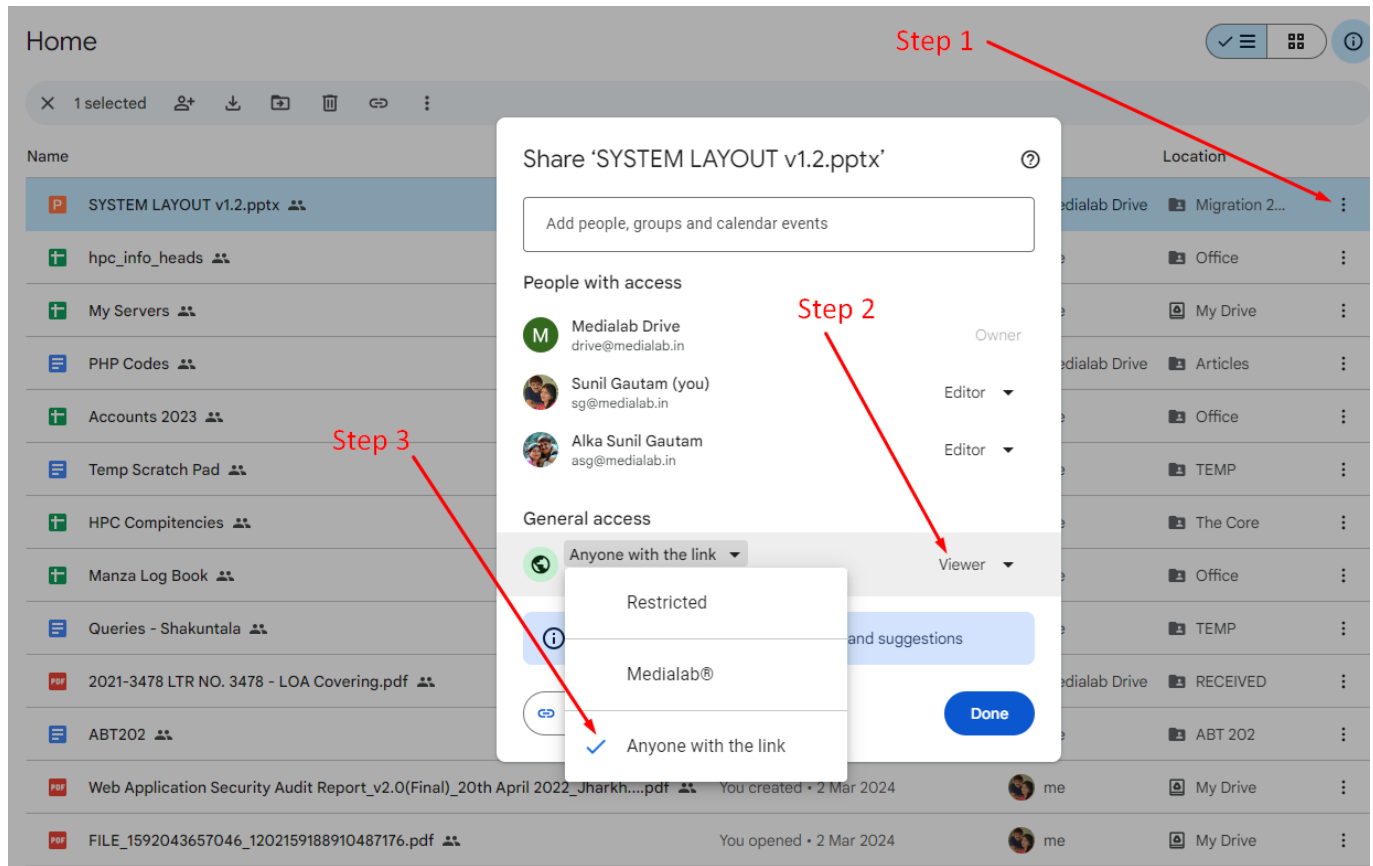 Home
Step 1
1 selected
Name
Location
SYSTEM LAYOUT v1.2.pptx
edialab Drive
Migration 2...
hpc_info_heads
Office
My Servers
My Drive
PHP Codes
edialab Drive
Articles
Accounts 2023
Office
Temp Scratch Pad
TEMP
HPC Compitencies
The Core
Manza Log Book
Office
Queries - Shakuntala
TEMP
PDF
2021-3478 LTR NO. 3478 - LOA Covering.pdf
edialab Drive
RECEIVED
ABT202
ABT 202
PDF
Web Application Security Audit Report_v2.0(Final)_20th April 2022_Jharkh....pdf
You created • 2 Mar 2024
me
My Drive
PDF
FILE_1592043657046_1202159188910487176.pdf
You opened • 2 Mar 2024
me
My Drive
Share ‘SYSTEM LAYOUT v1.2.pptx’
Add people, groups and calendar events
People with access
Step 2
M
Medialab Drive
drive@medialab.in
Owner
Sunil Gautam (you)
sg@medialab.in
Editor
Alka Sunil Gautam
asg@medialab.in
Editor
Step 3
General access
Anyone with the link
Viewer
Restricted
and suggestions
Medialab®
Anyone with the link
Done